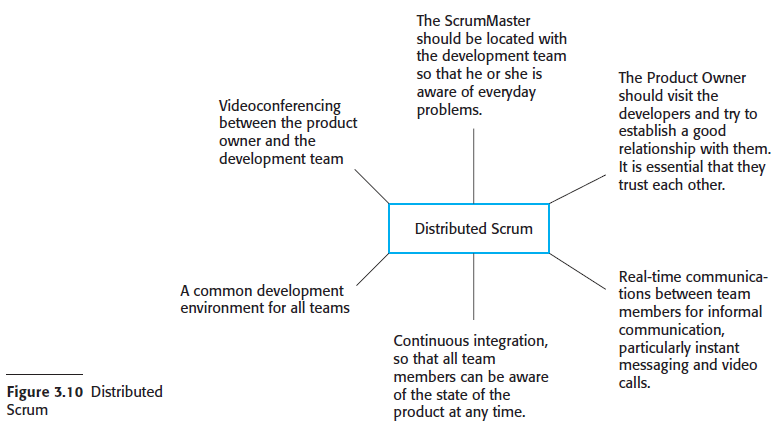 The ScrumMaster
should be located with
the development team
so that he or she is
aware of everyday
problems.
The Product Owner
should visit the
developers and try to
establish a good
relationship with them.
It is essential that they
trust each other.
Videoconferencing
between the product
owner and the
development team
Distributed Scrum
A common development
environment for all teams
Real-time communica-
tions between team
members for informal
communication,
particularly instant
messaging and video
calls.
Continuous integration,
so that all team
members can be aware
of the state of the
product at any time.
Figure 3.10 Distributed
Scrum